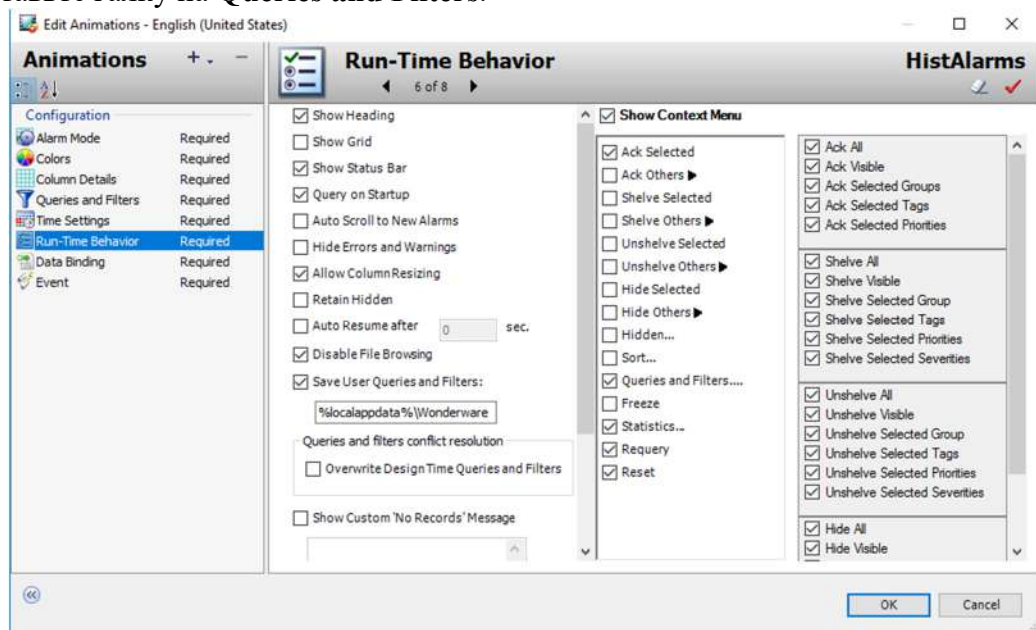 на Queries and Filters.
Edit Animations - English (United States)
Animations
Configuration
Alarm Mode Required
Colors Required
Column Details Required
Queries and Filters Required
Time Settings Required
Run-Time Behavior Required
Data Binding Required
Event Required
Run-Time Behavior
6 of 8
HistAlarms
Show Heading
Show Grid
Show Status Bar
Query on Startup
Auto Scroll to New Alarms
Hide Errors and Warnings
Allow Column Resizing
Retain Hidden
Auto Resume after 0 sec.
Disable File Browsing
Save User Queries and Filters:
%localappdata%\Wonderware
Queries and filters conflict resolution
Overwrite Design Time Queries and Filters
Show Custom 'No Records' Message
Show Context Menu
Ack Selected
Ack Others
Shelve Selected
Shelve Others
Unshelve Selected
Unshelve Others
Hide Selected
Hide Others
Hidden...
Sort...
Queries and Filters....
Freeze
Statistics...
Requery
Reset
Ack All
Ack Visible
Ack Selected Groups
Ack Selected Tags
Ack Selected Priorities
Shelve All
Shelve Visible
Shelve Selected Group
Shelve Selected Tags
Shelve Selected Priorities
Shelve Selected Severities
Unshelve All
Unshelve Visible
Unshelve Selected Group
Unshelve Selected Tags
Unshelve Selected Priorities
Unshelve Selected Severities
Hide All
Hide Visible
OK Cancel